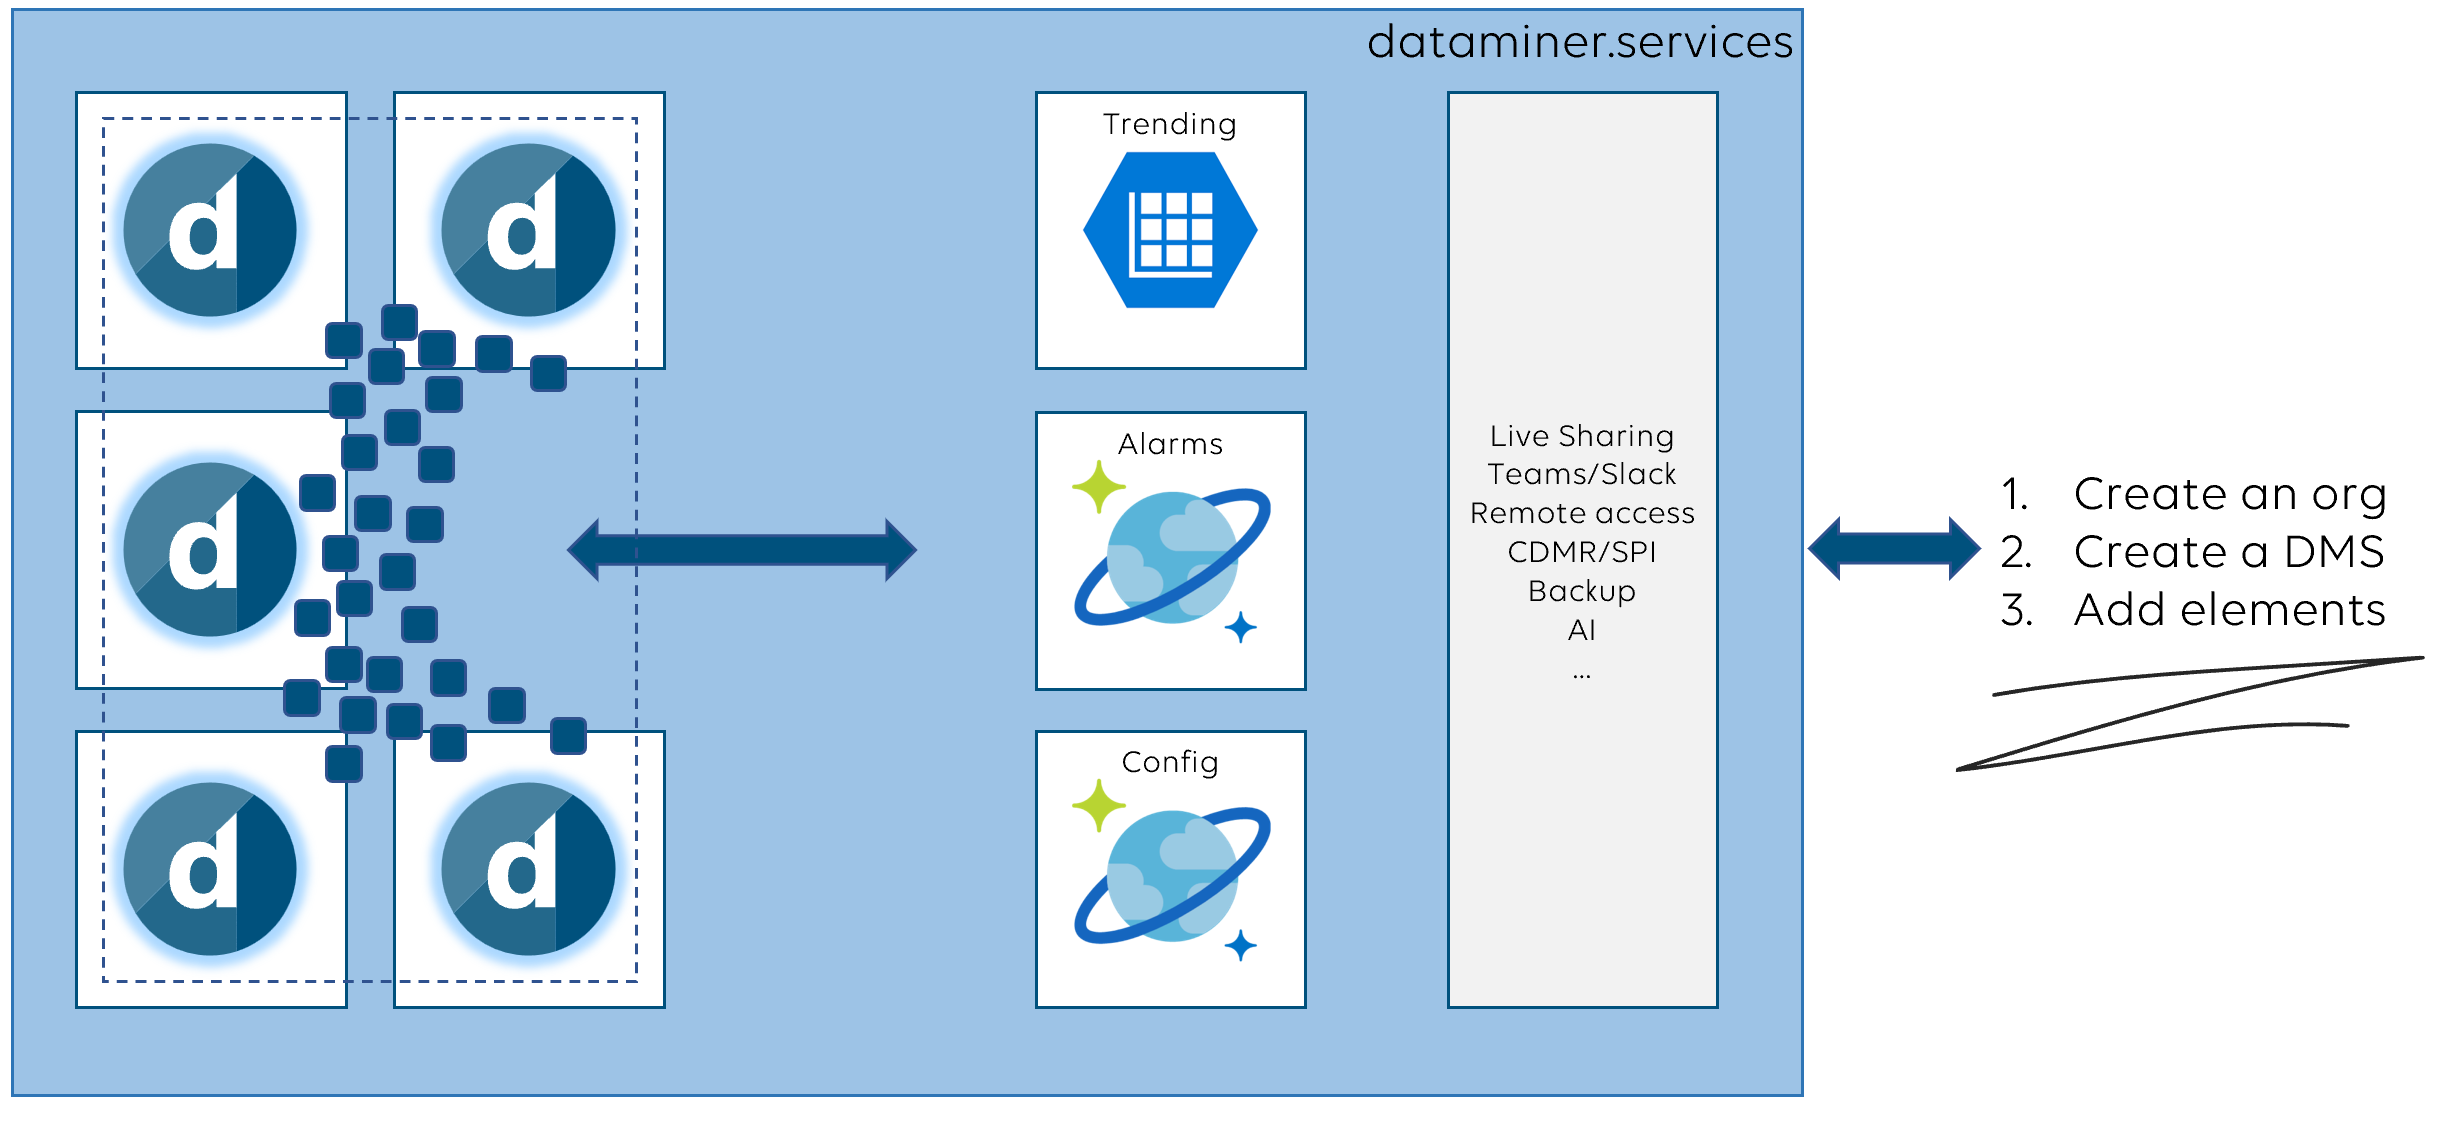 dataminer.services
d
d
d
d
d
Trending
Alarms
Config
Live Sharing
Teams/Slack
Remote access
CDMR/SPI
Backup
AI
...
1. Create an org
2. Create a DMS
3. Add elements